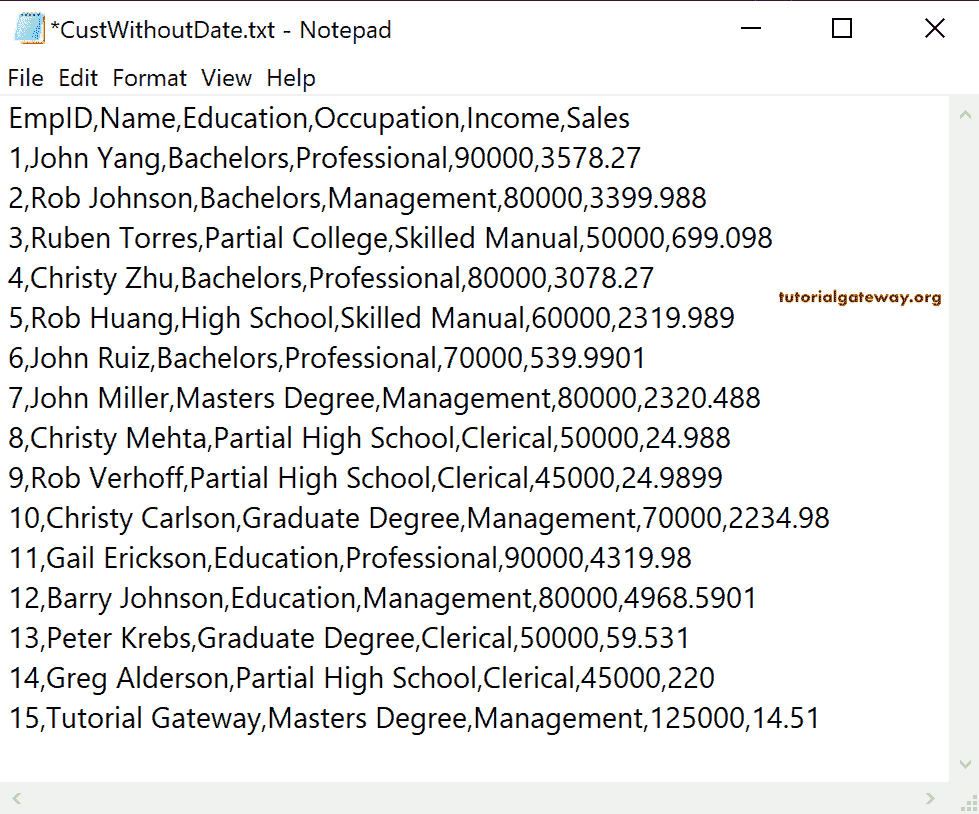 *CustWithoutDate.txt - Notepad
File Edit Format View Help
EmpID,Name,Education,Occupation,Income,Sales
1,John Yang,Bachelors,Professional,90000,3578.27
2,Rob Johnson,Bachelors,Management,80000,3399.988
3,Ruben Torres,Partial College,Skilled Manual,50000,699.098
4,Christy Zhu,Bachelors,Professional,80000,3078.27
tutorialgateway.org
5,Rob Huang,High School,Skilled Manual,60000,2319.989
6,John Ruiz,Bachelors,Professional,70000,539.9901
7,John Miller,Masters Degree,Management,80000,2320.488
8,Christy Mehta,Partial High School,Clerical,50000,24.988
9,Rob Verhoff,Partial High School,Clerical,45000,24.9899
10,Christy Carlson,Graduate Degree,Management,70000,2234.98
11,Gail Erickson,Education,Professional,90000,4319.98
12,Barry Johnson,Education,Management,80000,4968.5901
13,Peter Krebs,Graduate Degree,Clerical,50000,59.531
14,Greg Alderson,Partial High School,Clerical,45000,220
15,Tutorial Gateway,Masters Degree,Management,125000,14.51